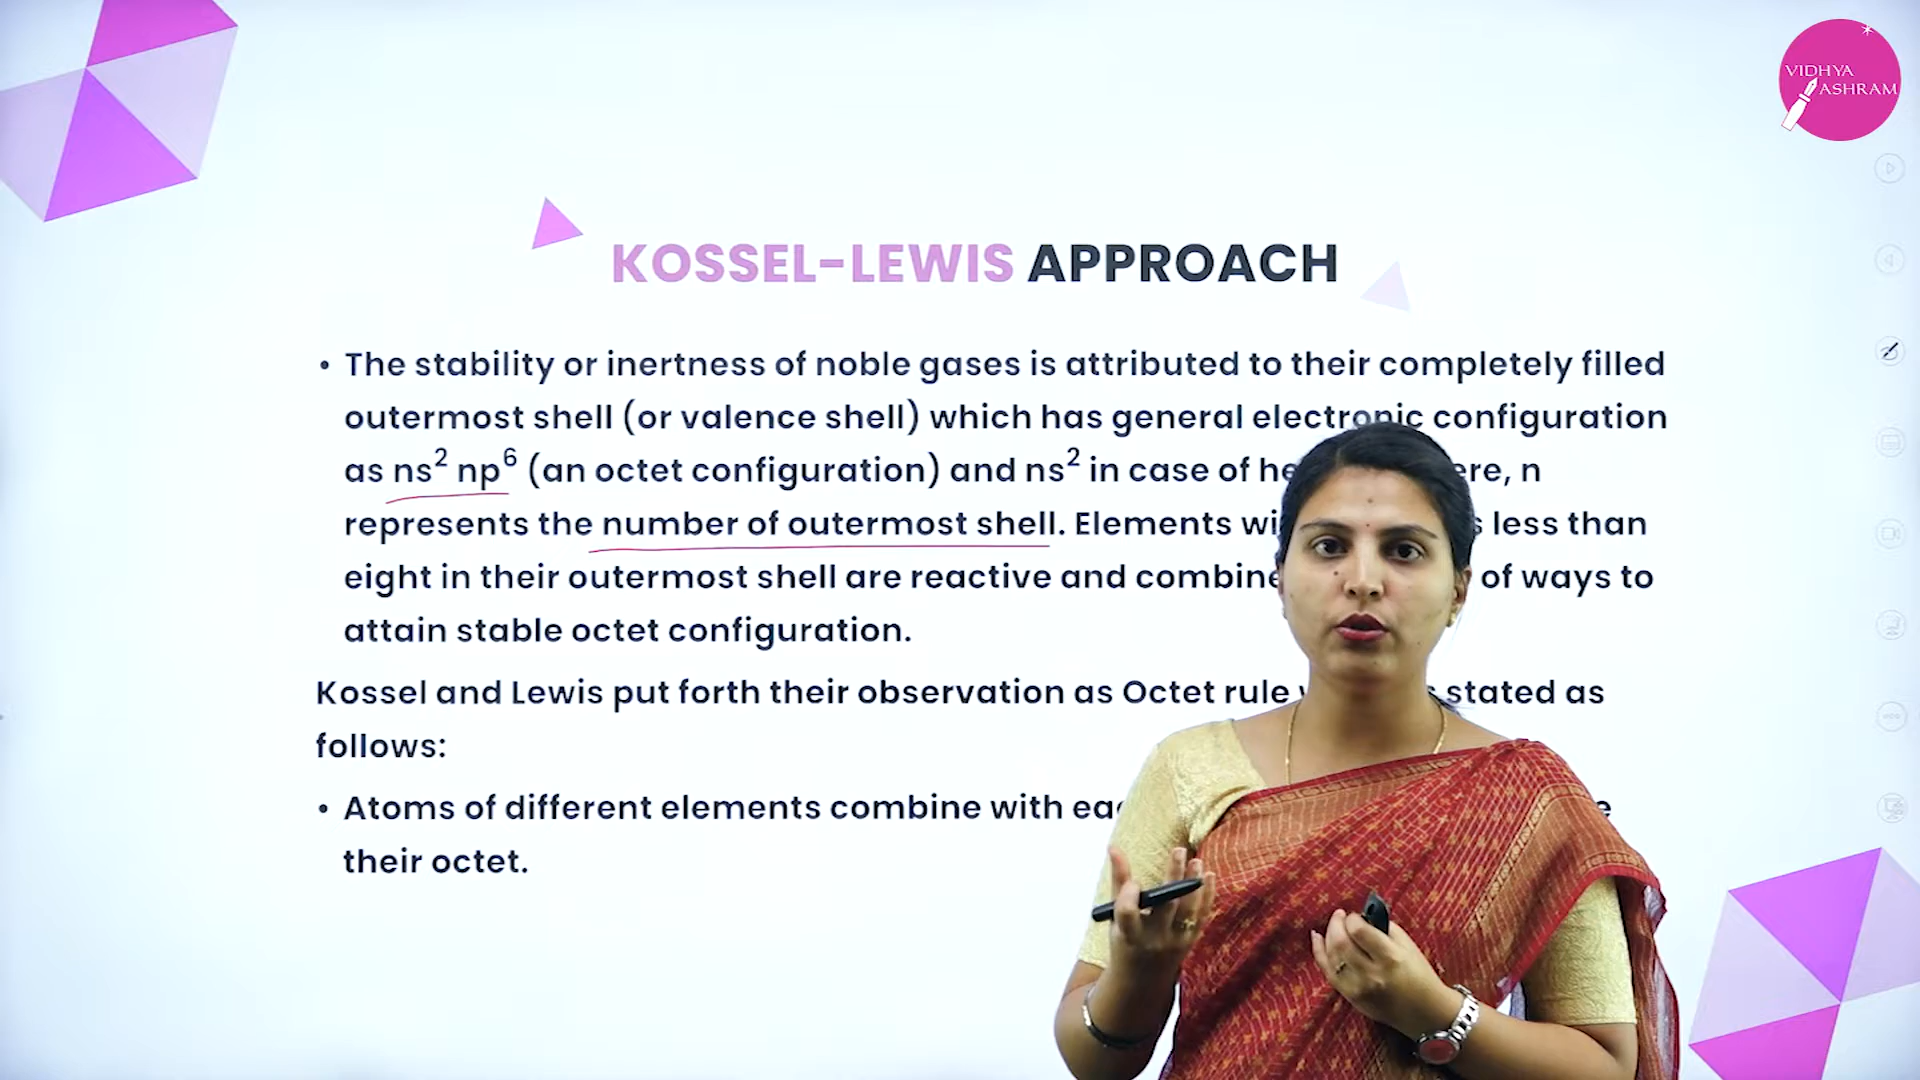 VIDHYA
ASHRAM
KOSSEL-LEWIS APPROACH
• The stability or inertness of noble gases is attributed to their completely filled
outermost shell (or valence shell) which has general electronic configuration
as ns² np⁶ (an octet configuration) and ns² in case of n
represents the number of outermost shell. Elements less than
eight in their outermost shell are reactive and combine of ways to
attain stable octet configuration.
Kossel and Lewis put forth their observation as Octet rule stated as
follows:
• Atoms of different elements combine with
their octet.